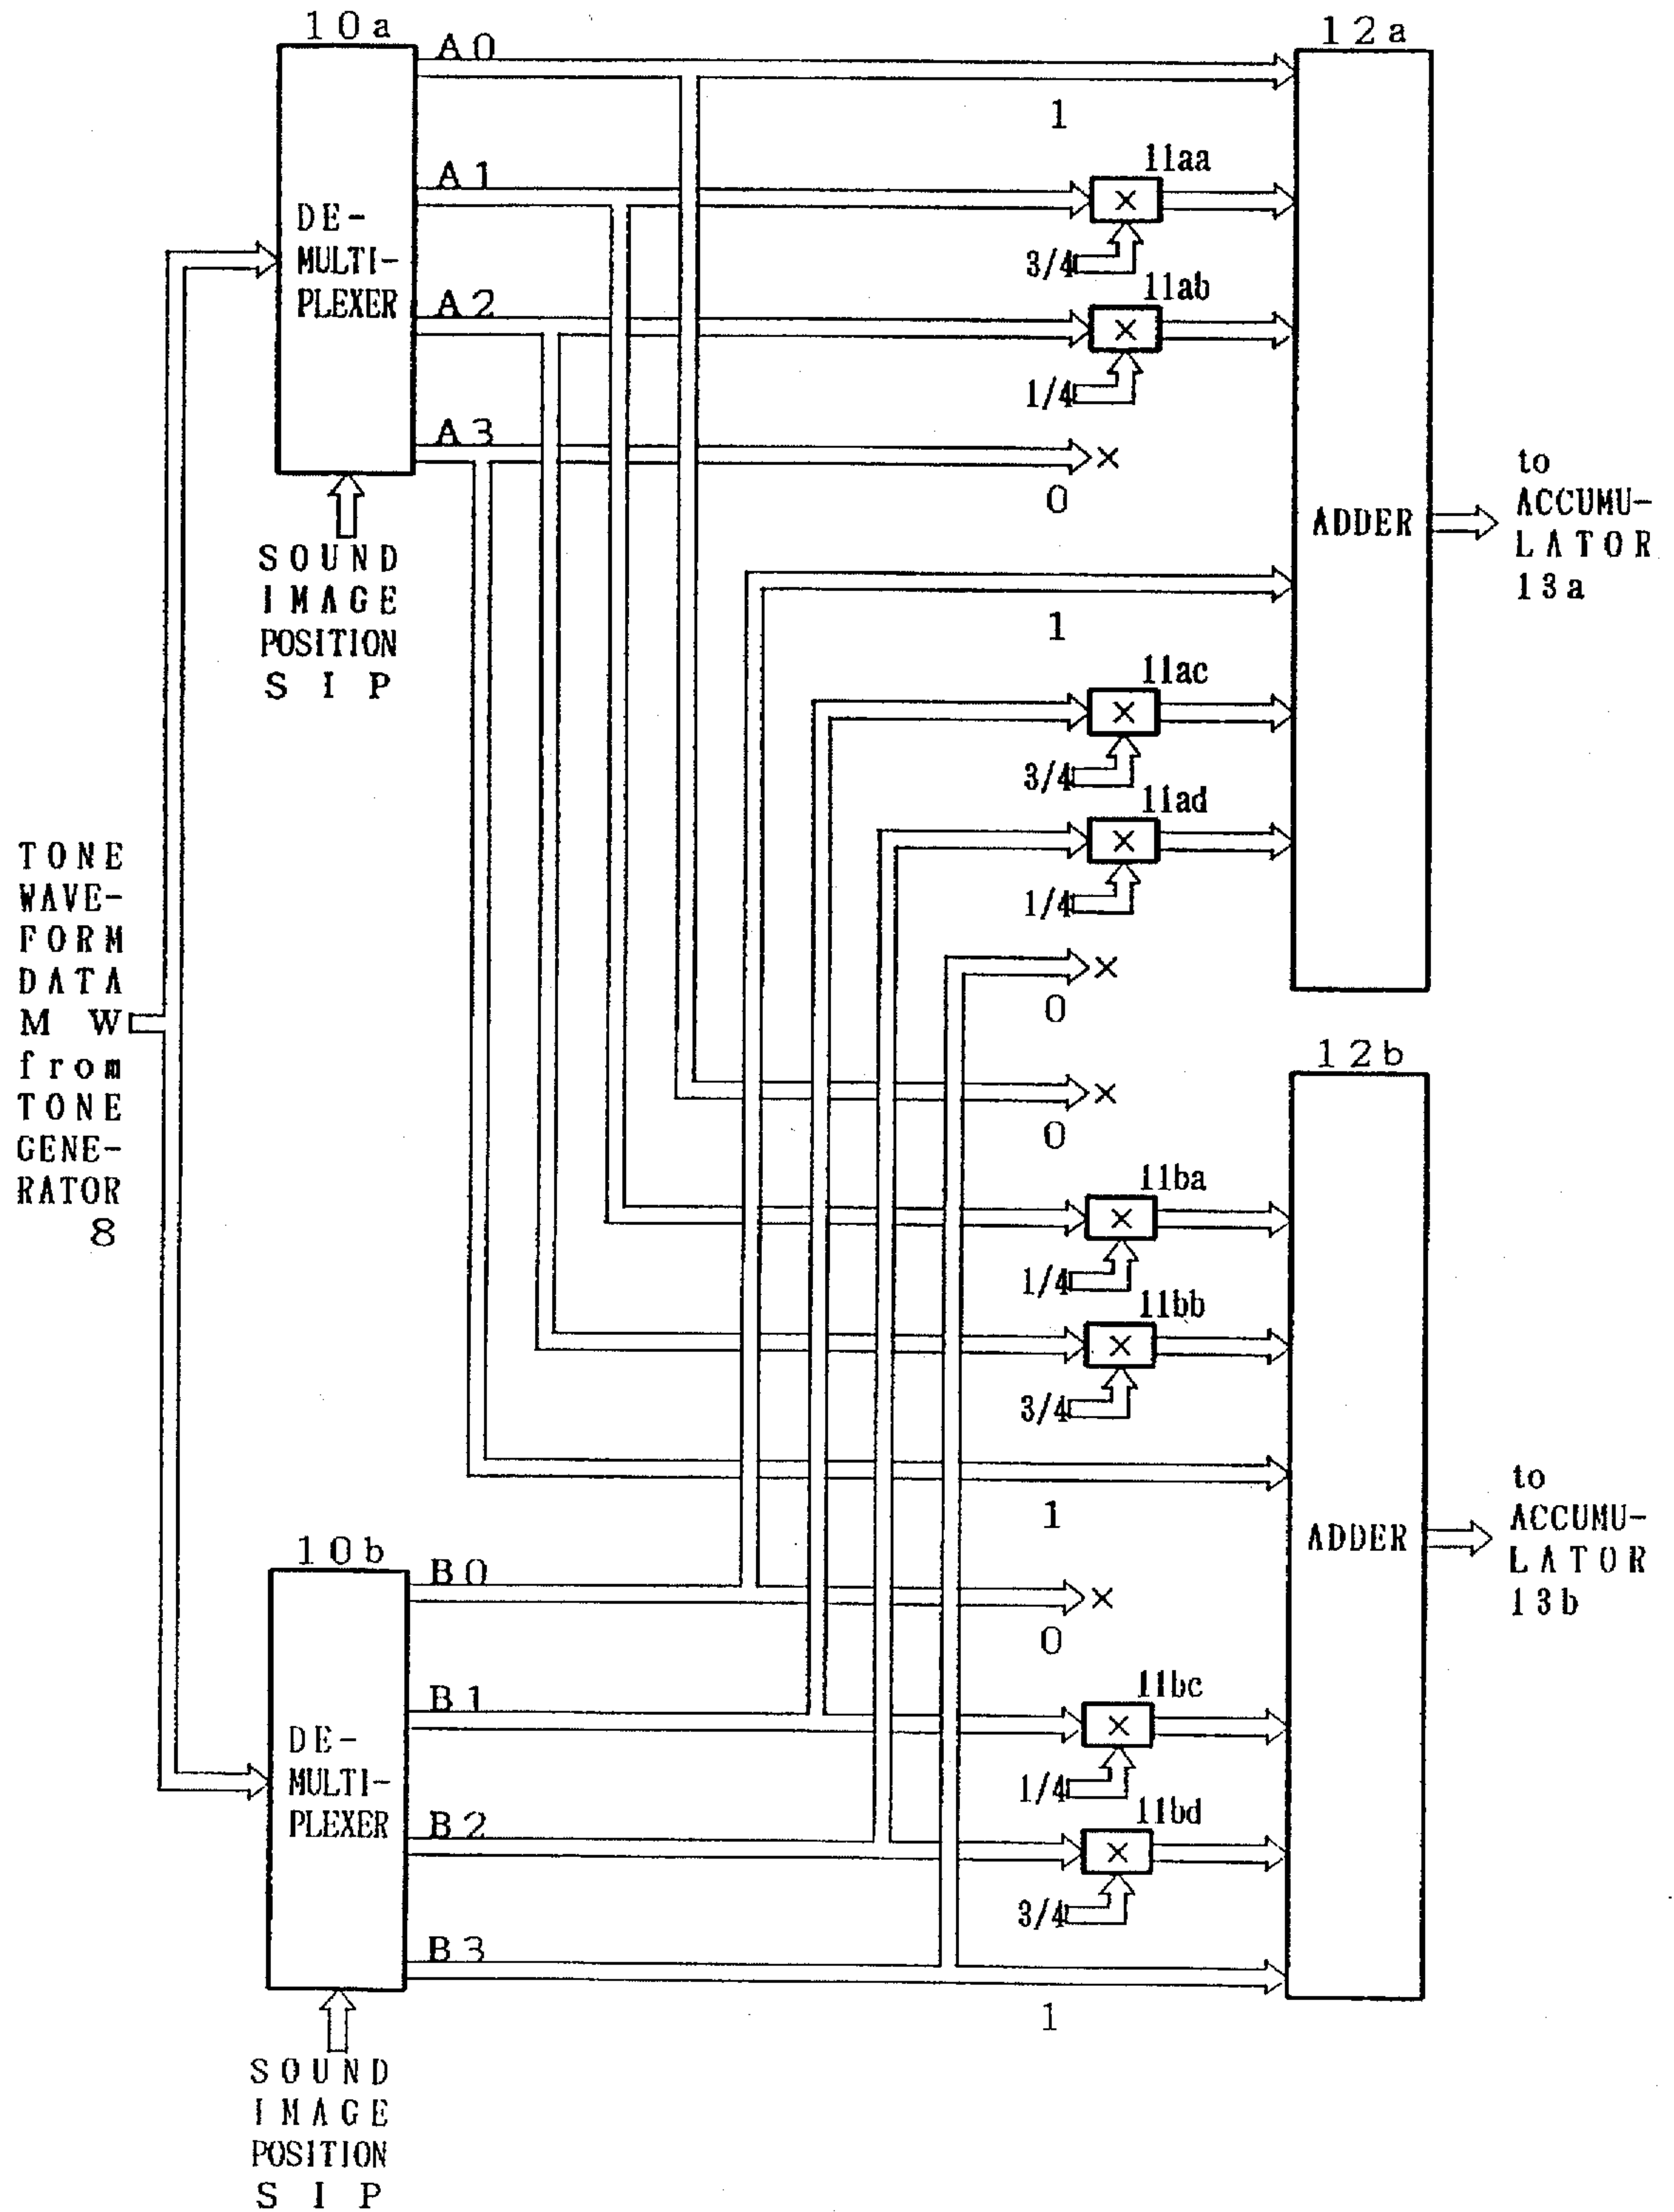 10a
12a
A0
1
A1
11aa
DE-
MULTI-
PLEXER
3/4
A2
11ab
1/4
A3
0
to
ACCUMU-
LATOR
13a
ADDER
SOUND
IMAGE
POSITION
SIP
1
11ac
3/4
11ad
1/4
0
TONE
WAVE-
FORM
DATA
MW
from
TONE
GENE-
RATOR
8
12b
0
11ba
1/4
11bb
3/4
1
to
ACCUMU-
LATOR
13b
ADDER
10b
B0
0
B1
11bc
DE-
MULTI-
PLEXER
1/4
B2
11bd
3/4
B3
1
SOUND
IMAGE
POSITION
SIP